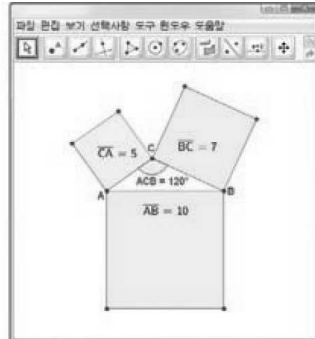 파일 편집 보기 선택사항 도구 윈도우 도움말
CA = 5
BC = 7
C
ACB = 120°
A
B
AB = 10